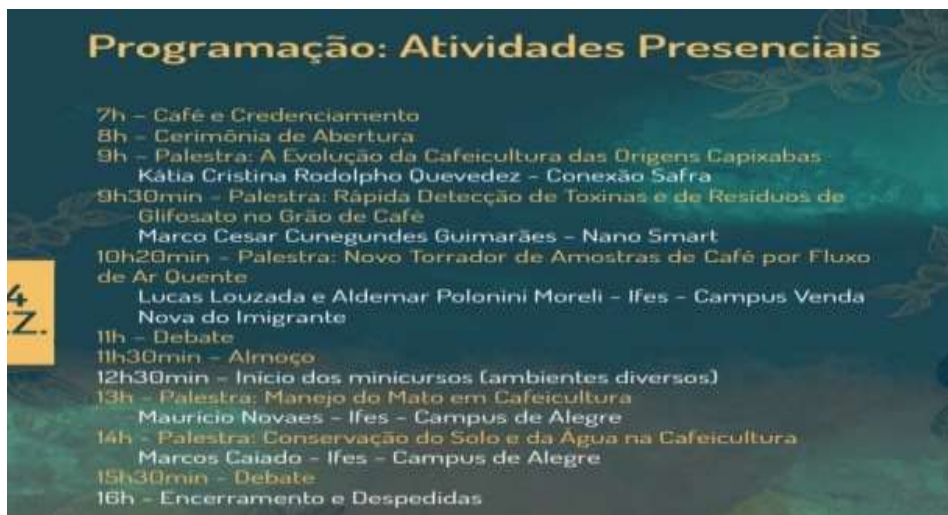 Programação: Atividades Presenciais
7h – Café e Credenciamento
8h – Cerimônia de Abertura
9h – Palestra: A Evolução da Cafeicultura das Origens Capixabas
Kátia Cristina Rodolpho Quevedez – Conexão Safra
9h30min – Palestra: Rápida Detecção de Toxinas e de Resíduos de
Glifosato no Grão de Café
Marco Cesar Cunegundes Guimarães – Nano Smart
10h20min – Palestra: Novo Torrador de Amostras de Café por Fluxo
de Ar Quente
Lucas Louzada e Aldemar Polonini Moreli – Ifes – Campus Venda
Nova do Imigrante
4
Z.
11h – Debate
11h30min – Almoço
12h30min – Início dos minicursos (ambientes diversos)
13h – Palestra: Manejo do Mato em Cafeicultura
Maurício Novaes – Ifes – Campus de Alegre
14h – Palestra: Conservação do Solo e da Água na Cafeicultura
Marcos Caiado – Ifes – Campus de Alegre
15h30min – Debate
16h – Encerramento e Despedidas